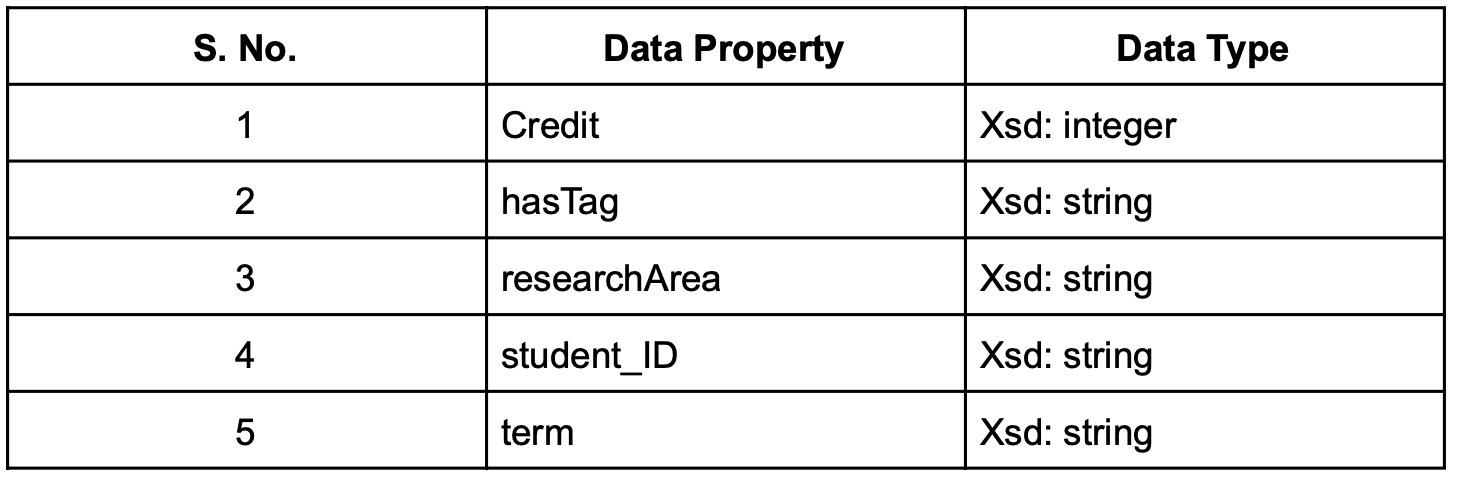 S. No. Data Property Data Type
1 Credit Xsd: integer
2 hasTag Xsd: string
3 researchArea Xsd: string
4 student_ID Xsd: string
5 term Xsd: string